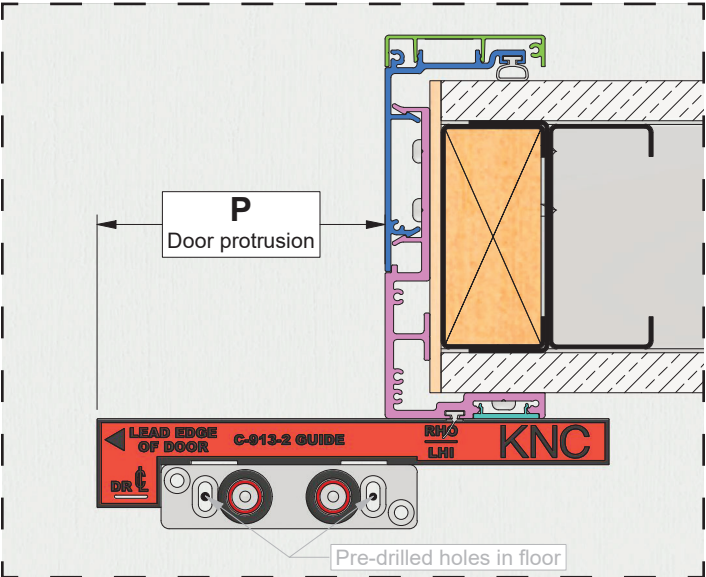 P
Door protrusion
LEAD EDGE
OF DOOR
C-913-2 GUIDE
RHO
LHI
KNC
DR ℄
Pre-drilled holes in floor